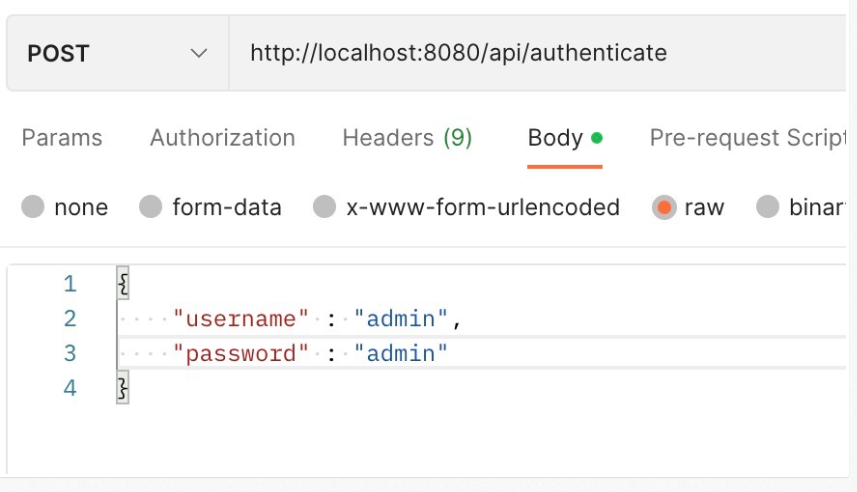 POST http://localhost:8080/api/authenticate
Params Authorization Headers (9) Body Pre-request Script
none form-data x-www-form-urlencoded raw binar
1 {
2 "username" : "admin",
3 "password" : "admin"
4 }